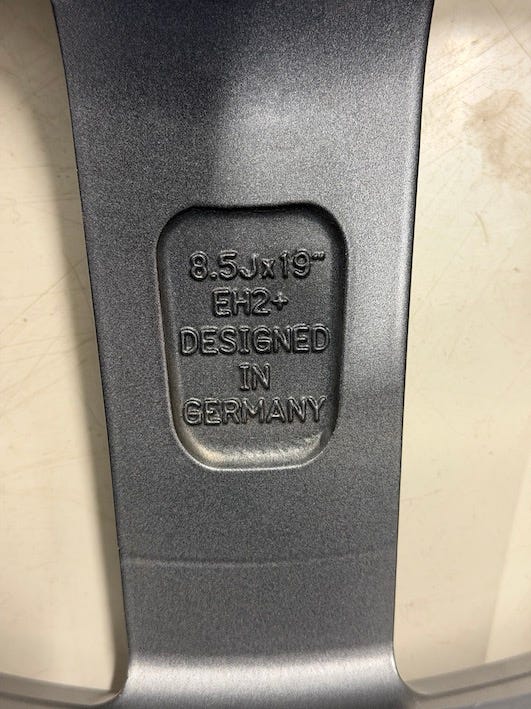 8.5Jx19"
EH2+
DESIGNED
IN
GERMANY